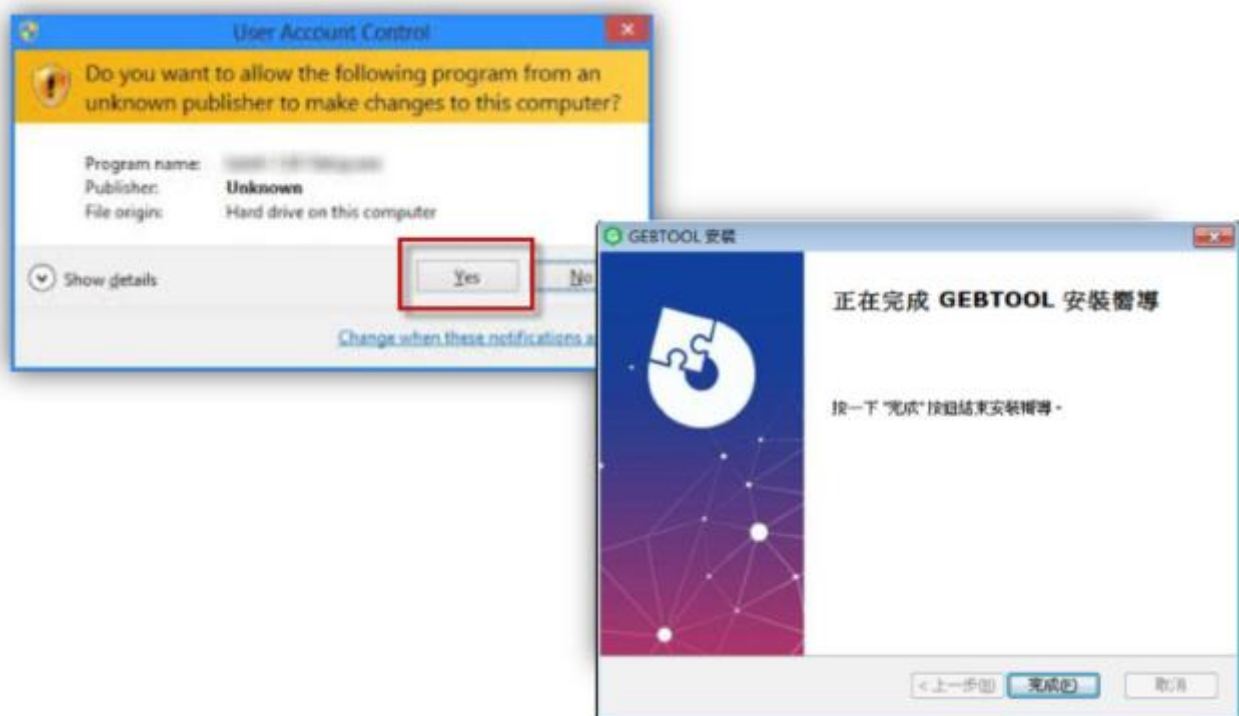 User Account Control
Do you want to allow the following program from an
unknown publisher to make changes to this computer?
Program name:
Publisher: Unknown
File origin: Hard drive on this computer
Show details
Yes
No
Change when these notifications a
GEBTOOL 安裝
正在完成 GEBTOOL 安裝嚮導
按一下 "完成" 按鈕結束安裝嚮導。
<上一步(B)
完成(F)
取消